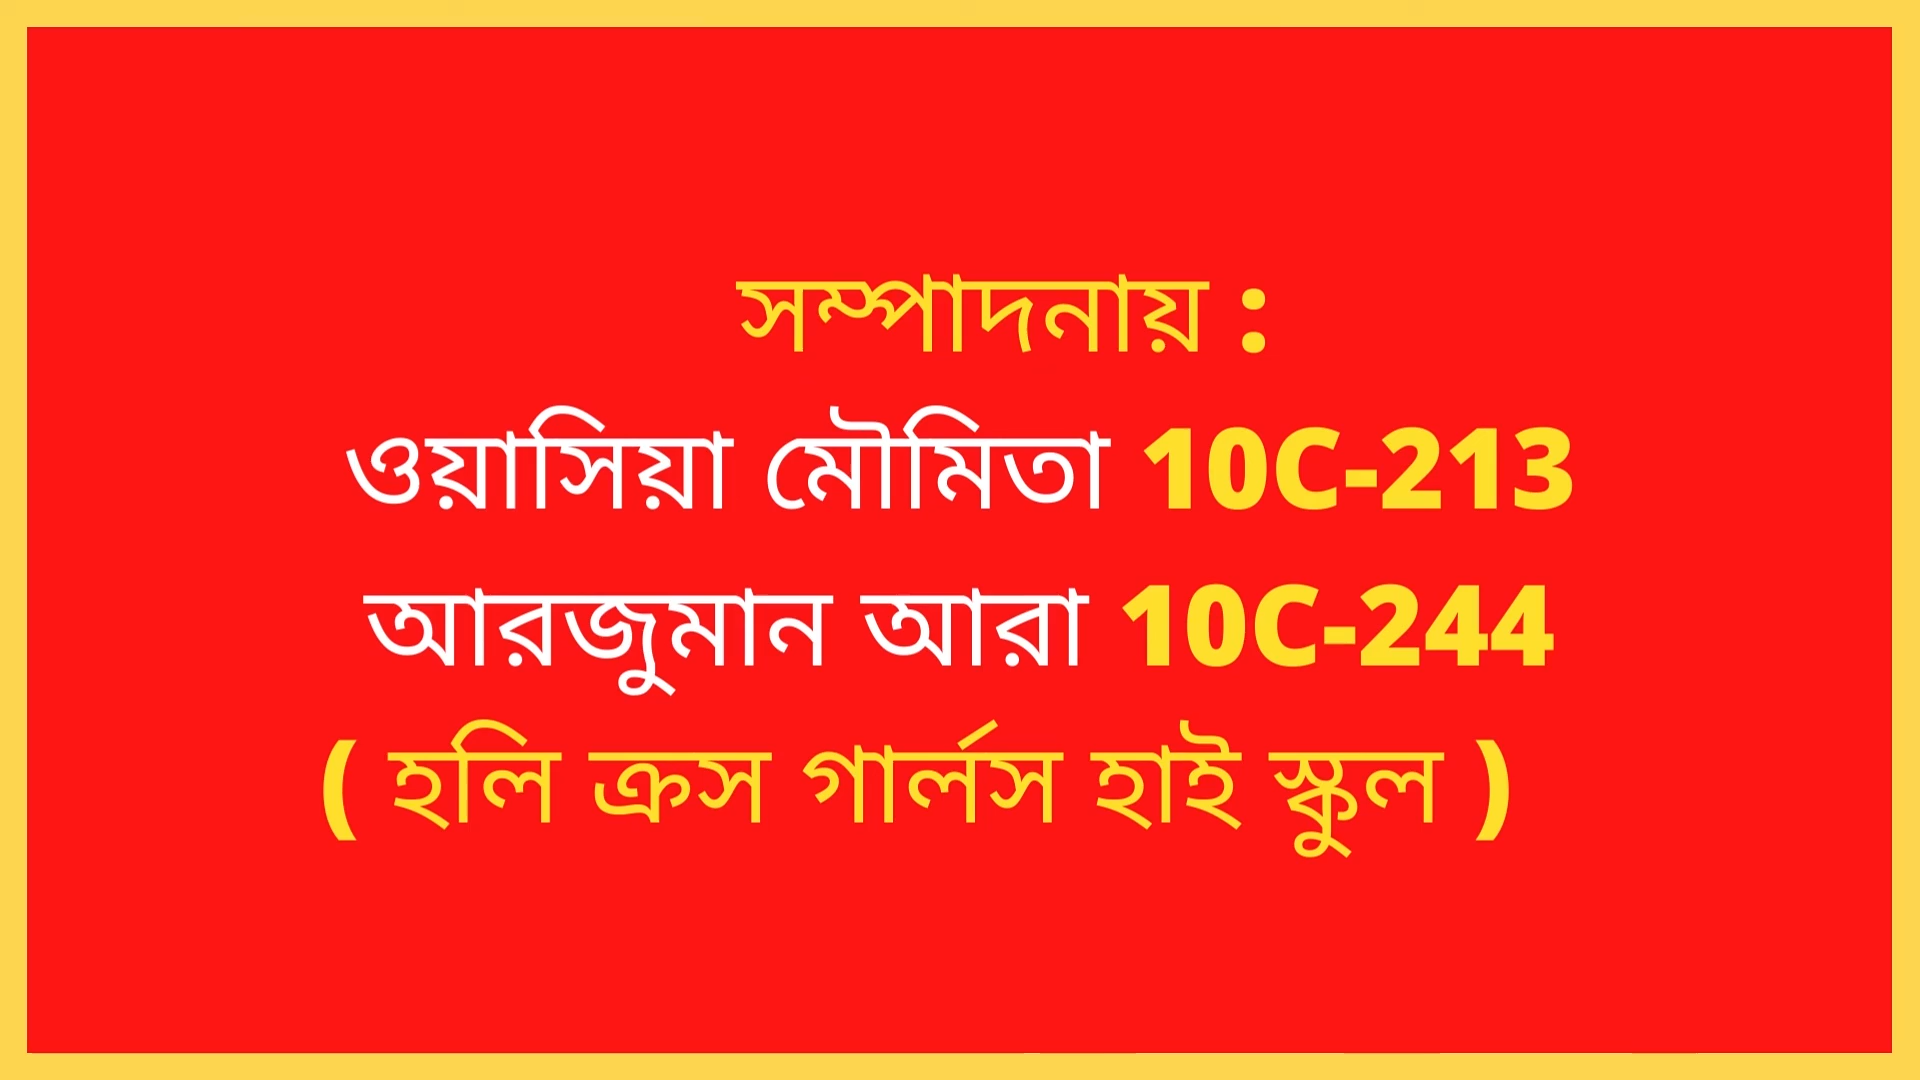 সম্পাদনায় :
ওয়াসিয়া মৌমিতা 10C-213
আরজুমান আরা 10C-244
( হলি ক্রস গার্লস হাই স্কুল )